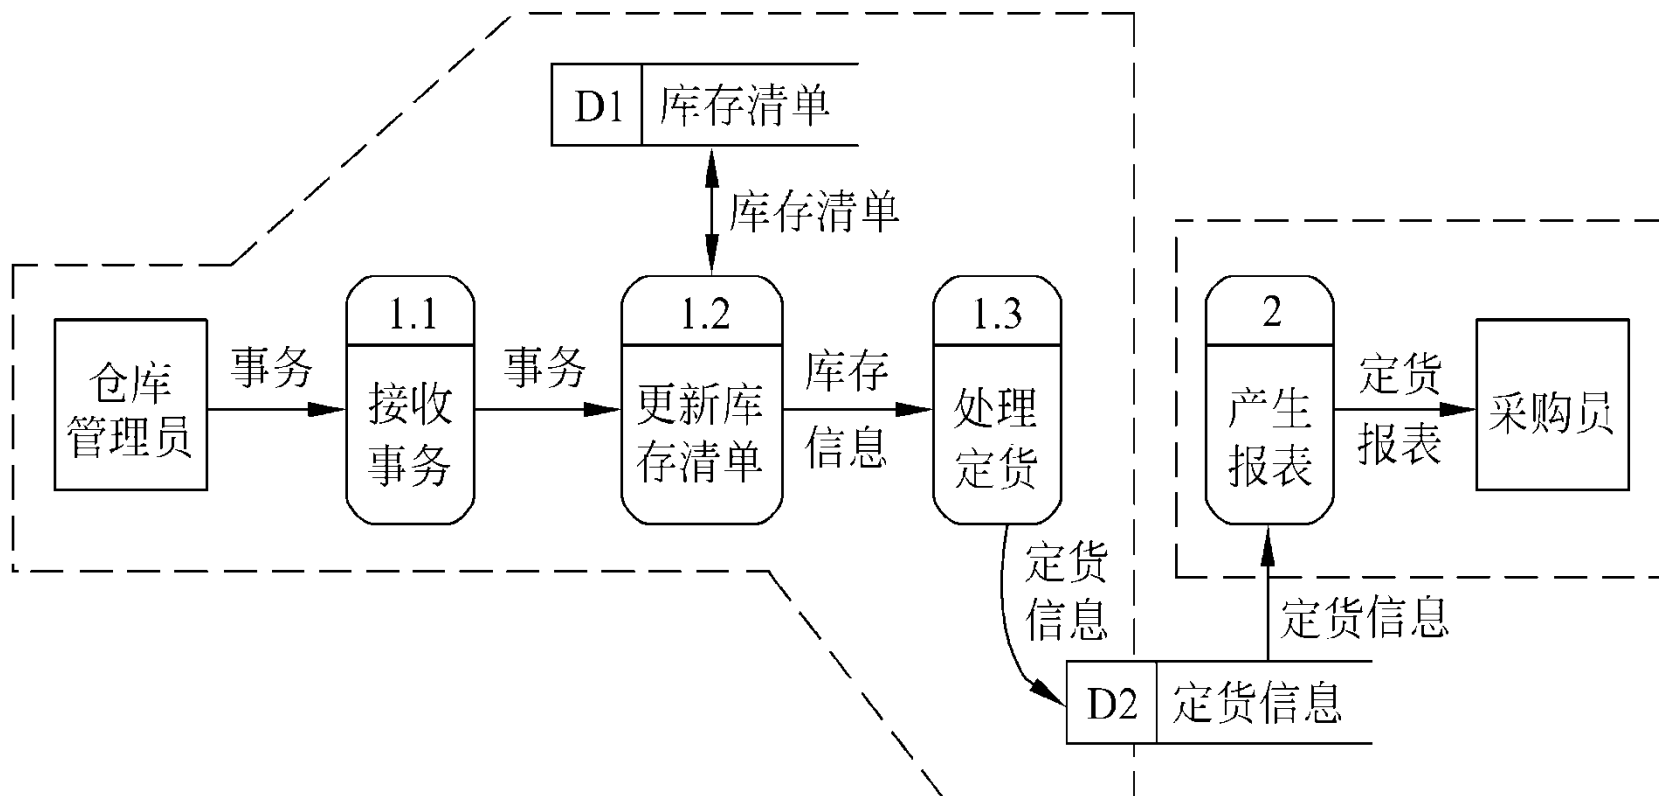 D1 库存清单
库存清单
仓库
管理员
事务
1.1
接收
事务
事务
1.2
更新库
存清单
库存
信息
1.3
处理
定货
定货
信息
D2 定货信息
定货信息
2
产生
报表
定货
报表
采购员